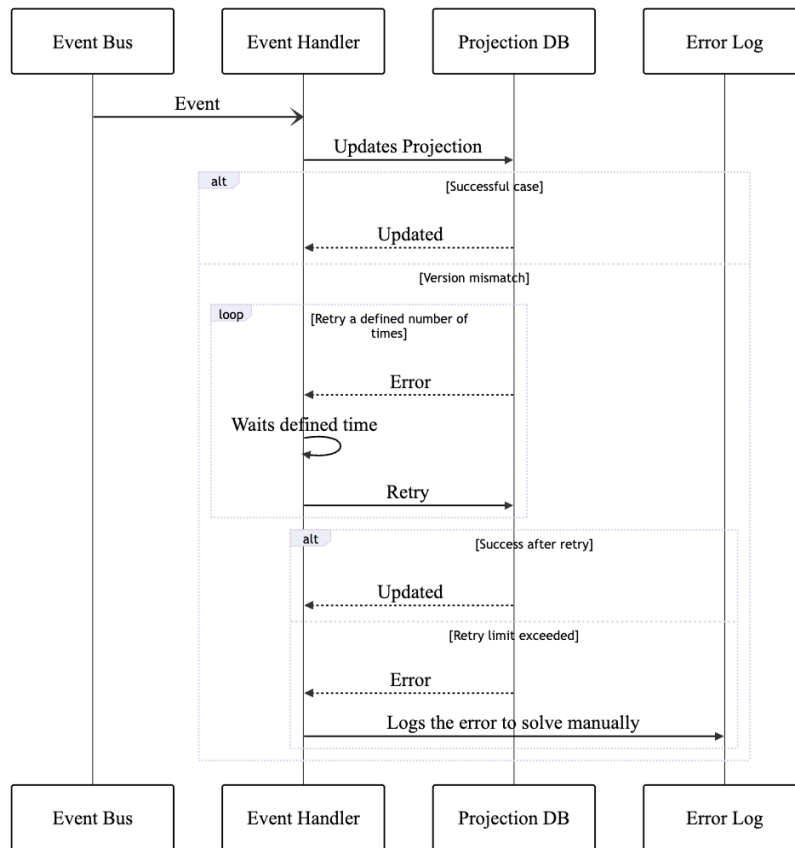 Event Bus
Event Handler
Projection DB
Error Log
Event
Updates Projection
alt
[Successful case]
Updated
[Version mismatch]
loop
[Retry a defined number of
times]
Error
Waits defined time
Retry
alt
[Success after retry]
Updated
[Retry limit exceeded]
Error
Logs the error to solve manually
Event Bus
Event Handler
Projection DB
Error Log